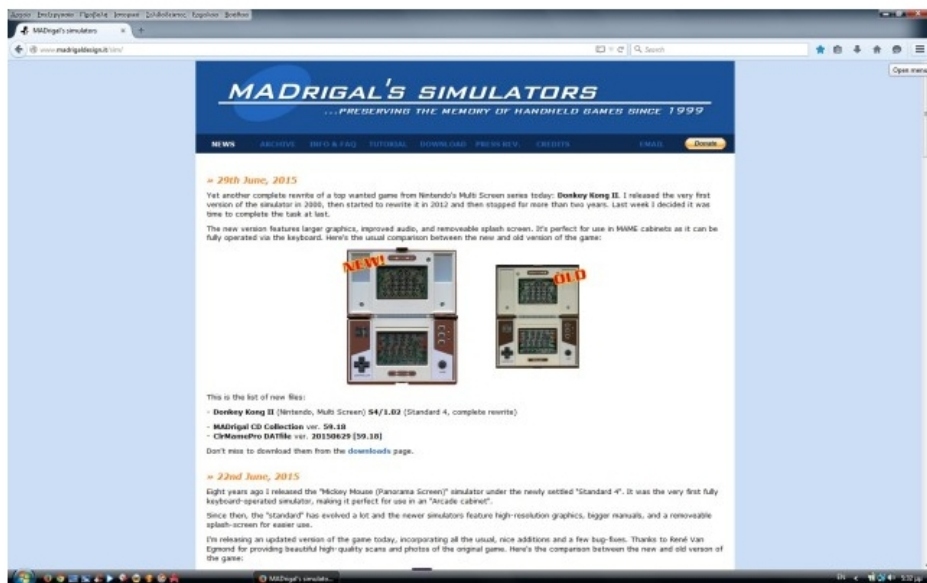 Αρχείο Επεξεργασία Προβολή Ιστορικό Σελιδοδείκτες Εργαλεία Βοήθεια
MADrigal's simulators × +
www.madrigaldesign.it/sim/
Search
Open menu
MADRIGAL'S SIMULATORS
...PRESERVING THE MEMORY OF HANDHELD GAMES SINCE 1999
NEWS ARCHIVE INFO & FAQ TUTORIAL DOWNLOAD PRESS REV. CREDITS EMAIL Donate
» 29th June, 2015
Yet another complete rewrite of a top wanted game from Nintendo's Multi Screen series today: Donkey Kong II. I released the very first
version of the simulator in 2000, then started to rewrite it in 2012 and then stopped for more than two years. Last week I decided it was
time to complete the task at last.
The new version features larger graphics, improved audio, and removeable splash screen. It's perfect for use in MAME cabinets as it can be
fully operated via the keyboard. Here's the usual comparison between the new and old version of the game:
NEW!
OLD
This is the list of new files:
- Donkey Kong II (Nintendo, Multi Screen) S4/1.02 (Standard 4, complete rewrite)
- MADrigal CD Collection ver. 59.18
- ClrMamePro DATfile ver. 20150629 [59.18]
Don't miss to download them from the downloads page.
» 22nd June, 2015
Eight years ago I released the "Mickey Mouse (Panorama Screen)" simulator under the newly settled "Standard 4". It was the very first fully
keyboard-operated simulator, making it perfect for use in an "Arcade cabinet".
Since then, the "standard" has evolved a lot and the newer simulators feature high-resolution graphics, bigger manuals, and a removeable
splash-screen for easier use.
I'm releasing an updated version of the game today, incorporating all the usual, nice additions and a few bug-fixes. Thanks to René Van
Egmond for providing beautiful high-quality scans and photos of the original game. Here's the comparison between the new and old verson of
the game:
MADrigal's simulato...
EN
5:32 μμ